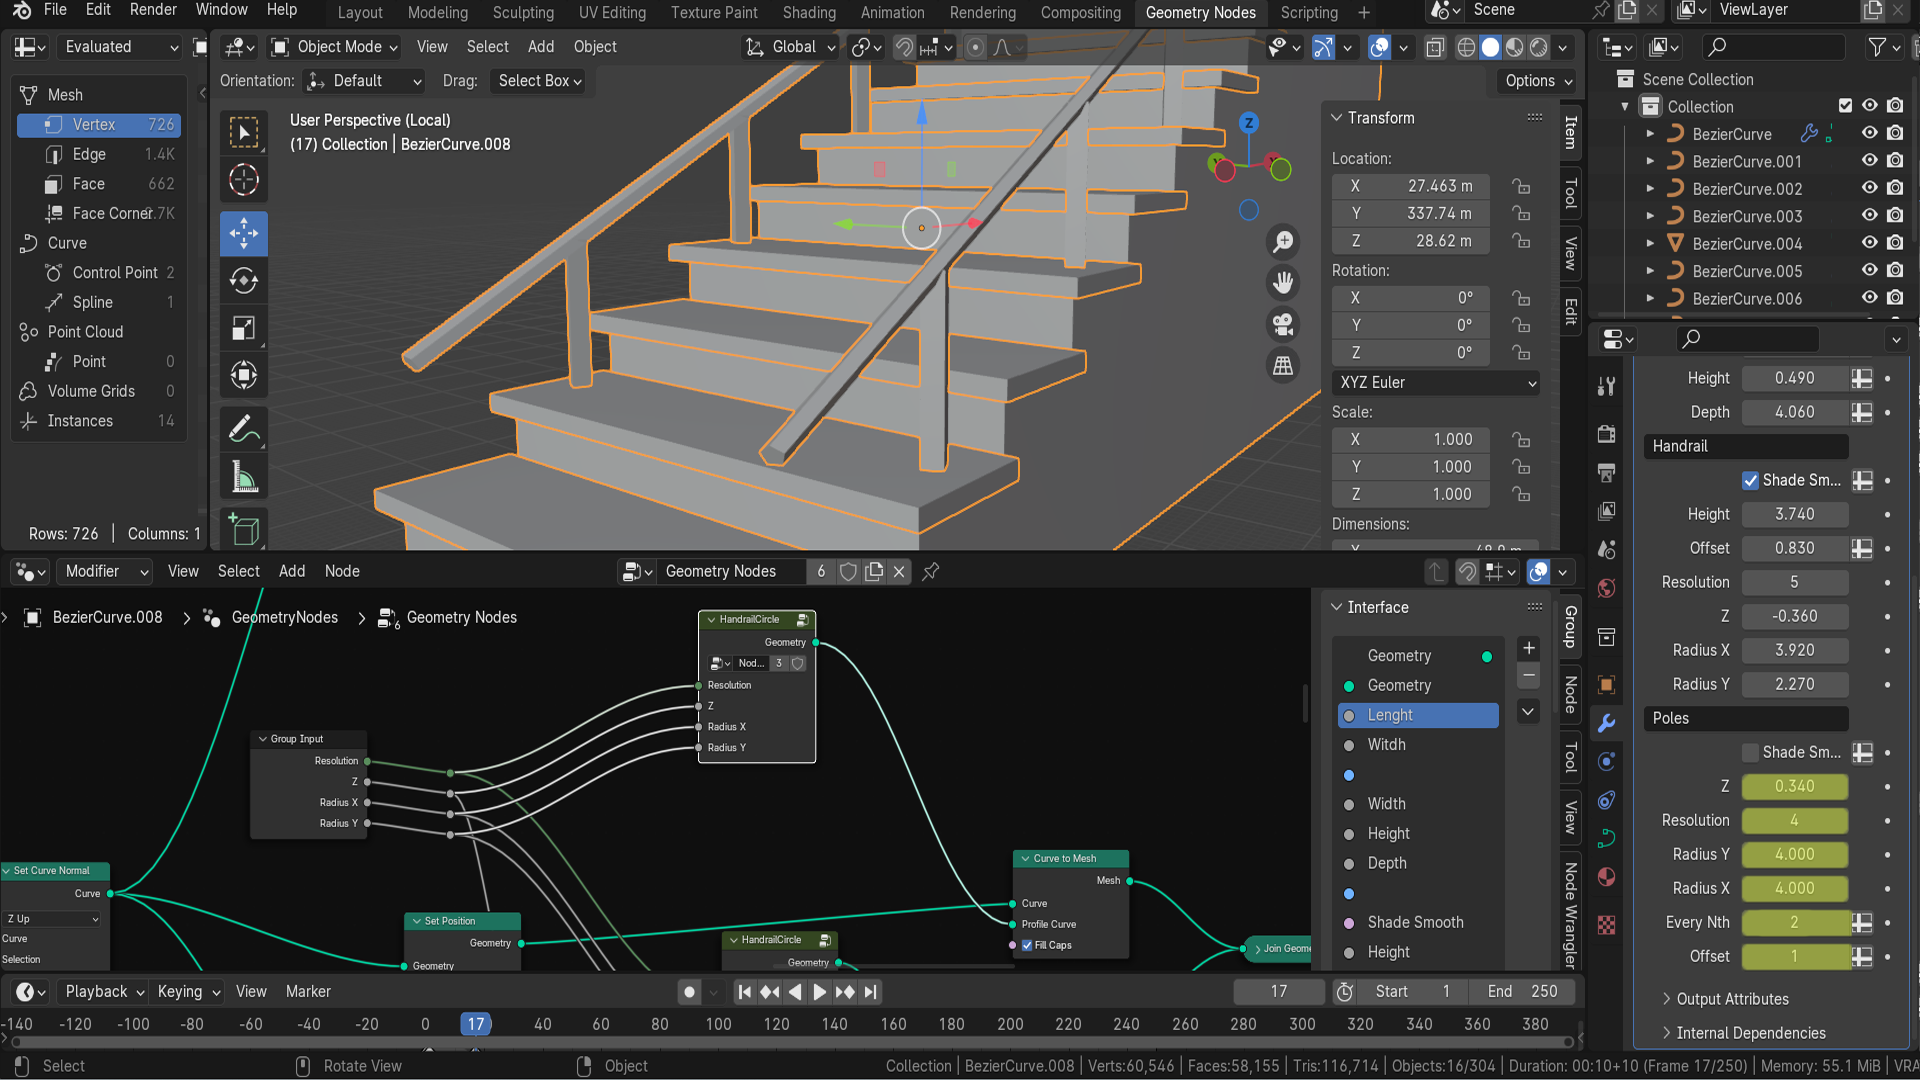 File Edit Render Window Help Layout Modeling Sculpting UV Editing Texture Paint Shading Animation Rendering Compositing Geometry Nodes Scripting + Scene ViewLayer
Evaluated Object Mode View Select Add Object Global
Orientation: Default Drag: Select Box Options
Mesh
Vertex 726
Edge 1.4K
Face 662
Face Corner
Curve
Control Point 2
Spline 1
Point Cloud
Point 0
Volume Grids 0
Instances 14
Rows: 726 | Columns: 1
User Perspective (Local)
(17) Collection | BezierCurve.008
Z
Transform
Location:
X 27.463 m
Y 337.74 m
Z 28.62 m
Rotation:
X 0°
Y 0°
Z 0°
XYZ Euler
Scale:
X 1.000
Y 1.000
Z 1.000
Dimensions:
Item
Tool
View
Edit
Scene Collection
Collection
BezierCurve
BezierCurve.001
BezierCurve.002
BezierCurve.003
BezierCurve.004
BezierCurve.005
BezierCurve.006
Height 0.490
Depth 4.060
Handrail
Shade Sm...
Height 3.740
Offset 0.830
Resolution 5
Z -0.360
Radius X 3.920
Radius Y 2.270
Poles
Shade Sm...
Z 0.340
Resolution 4
Radius Y 4.000
Radius X 4.000
Every Nth 2
Offset 1
Output Attributes
Internal Dependencies
Modifier View Select Add Node Geometry Nodes 6
BezierCurve.008 > GeometryNodes > 6 Geometry Nodes
HandrailCircle
Geometry
Nod... 3
Resolution
Z
Radius X
Radius Y
Group Input
Resolution
Z
Radius X
Radius Y
Set Curve Normal
Curve
Z Up
Curve
Selection
Set Position
Geometry
Geometry
HandrailCircle
Geometry
Curve to Mesh
Mesh
Curve
Profile Curve
Fill Caps
Join Geome
Interface
Geometry
Geometry
Lenght
Witdh
Width
Height
Depth
Shade Smooth
Height
Group
Node
Tool
View
Node Wrangler
Playback Keying View Marker 17 Start 1 End 250
-140 -120 -100 -80 -60 -40 -20 0 17 40 60 80 100 120 140 160 180 200 220 240 260 280 300 320 340 360 380
Select Rotate View Object Collection | BezierCurve.008 | Verts:60,546 | Faces:58,155 | Tris:116,714 | Objects:16/304 | Duration: 00:10+10 (Frame 17/250) | Memory: 55.1 MiB | VRA